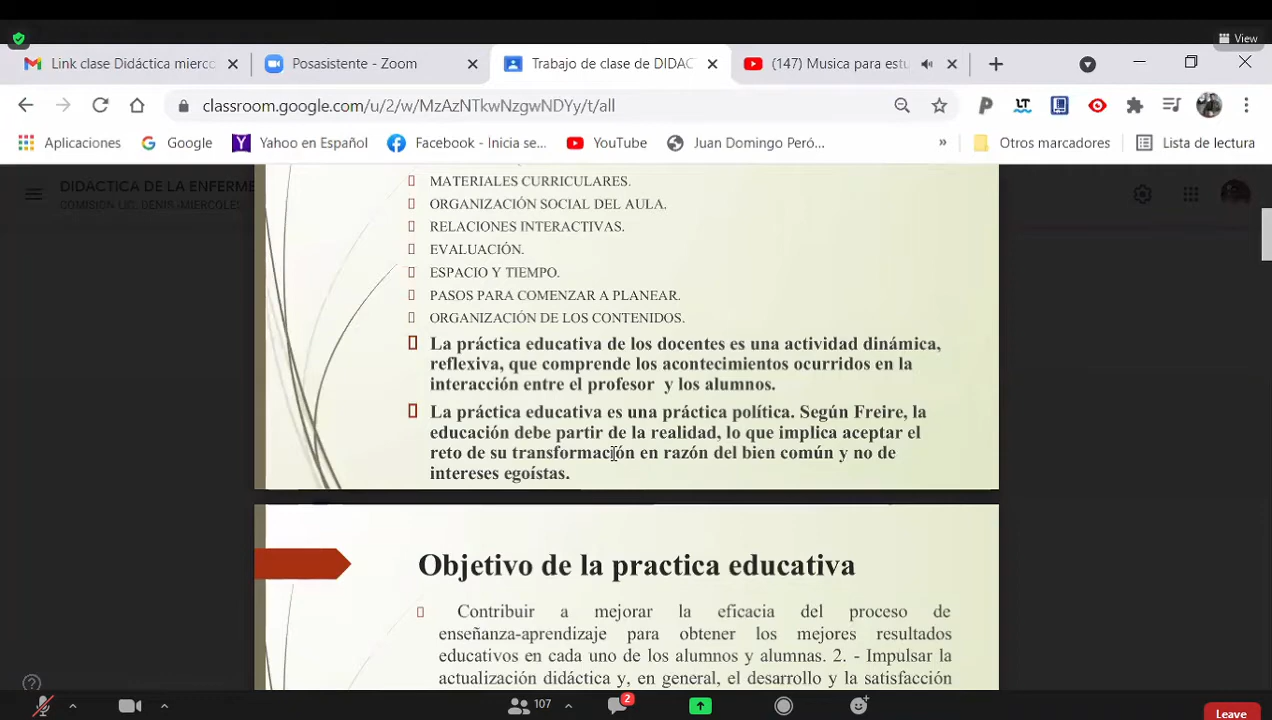 View
Link clase Didáctica mierco
Posasistente - Zoom
Trabajo de clase de DIDAC
(147) Musica para estu
classroom.google.com/u/2/w/MzAzNTkwNzgwNDYy/t/all
Aplicaciones
Google
Yahoo en Español
Facebook - Inicia se...
YouTube
Juan Domingo Peró...
»
Otros marcadores
Lista de lectura
DIDACTICA DE LA ENFERME
COMISION LIC. DENIS (MIERCOLES
MATERIALES CURRICULARES.
ORGANIZACIÓN SOCIAL DEL AULA.
RELACIONES INTERACTIVAS.
EVALUACIÓN.
ESPACIO Y TIEMPO.
PASOS PARA COMENZAR A PLANEAR.
ORGANIZACIÓN DE LOS CONTENIDOS.
La práctica educativa de los docentes es una actividad dinámica,
reflexiva, que comprende los acontecimientos ocurridos en la
interacción entre el profesor y los alumnos.
La práctica educativa es una práctica política. Según Freire, la
educación debe partir de la realidad, lo que implica aceptar el
reto de su transformación en razón del bien común y no de
intereses egoístas.
Objetivo de la practica educativa
Contribuir a mejorar la eficacia del proceso de
enseñanza-aprendizaje para obtener los mejores resultados
educativos en cada uno de los alumnos y alumnas. 2. - Impulsar la
actualización didáctica y, en general, el desarrollo y la satisfacción
107
2
Leave